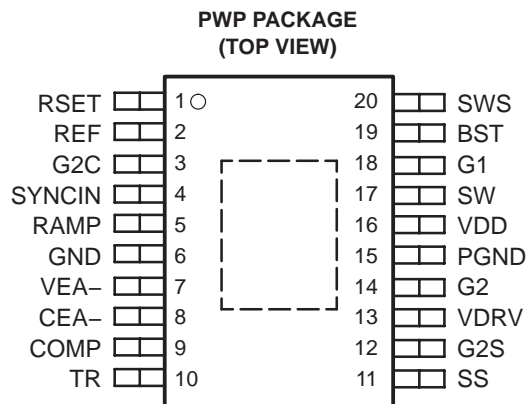 PWP PACKAGE
(TOP VIEW)
RSET 1 20 SWS
REF 2 19 BST
G2C 3 18 G1
SYNCIN 4 17 SW
RAMP 5 16 VDD
GND 6 15 PGND
VEA− 7 14 G2
CEA− 8 13 VDRV
COMP 9 12 G2S
TR 10 11 SS